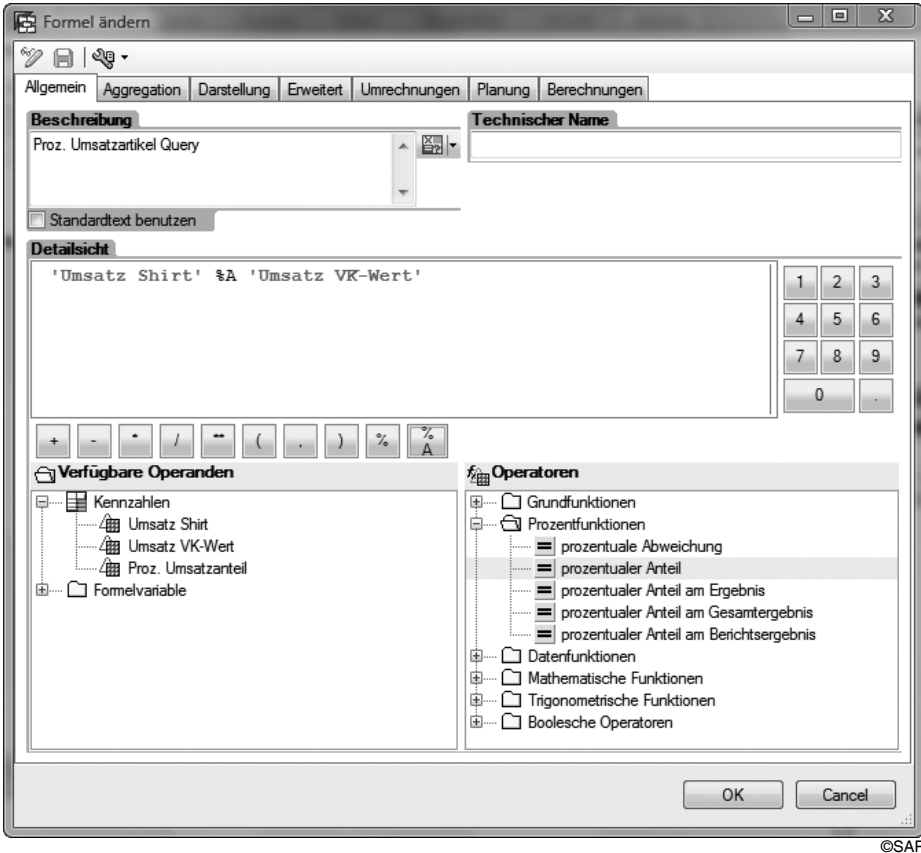 Formel ändern
Allgemein Aggregation Darstellung Erweitert Umrechnungen Planung Berechnungen
Beschreibung Technischer Name
Proz. Umsatzartikel Query
Standardtext benutzen
Detailsicht
'Umsatz Shirt' %A 'Umsatz VK-Wert'
1 2 3
4 5 6
7 8 9
0 .
+ - * / ** ( , ) % %A
Verfügbare Operanden
Kennzahlen
Umsatz Shirt
Umsatz VK-Wert
Proz. Umsatzanteil
Formelvariable
Operatoren
Grundfunktionen
Prozentfunktionen
prozentuale Abweichung
prozentualer Anteil
prozentualer Anteil am Ergebnis
prozentualer Anteil am Gesamtergebnis
prozentualer Anteil am Berichtsergebnis
Datenfunktionen
Mathematische Funktionen
Trigonometrische Funktionen
Boolesche Operatoren
OK Cancel
©SAP